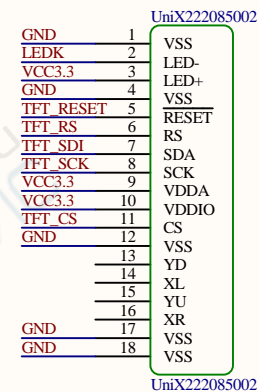 UniX222085002
GND 1 VSS
LEDK 2 LED-
VCC3.3 3 LED+
GND 4 VSS
TFT_RESET 5 RESET
TFT_RS 6 RS
TFT_SDI 7 SDA
TFT_SCK 8 SCK
VCC3.3 9 VDDA
VCC3.3 10 VDDIO
TFT_CS 11 CS
GND 12 VSS
13 YD
14 XL
15 YU
16 XR
GND 17 VSS
GND 18 VSS
UniX222085002